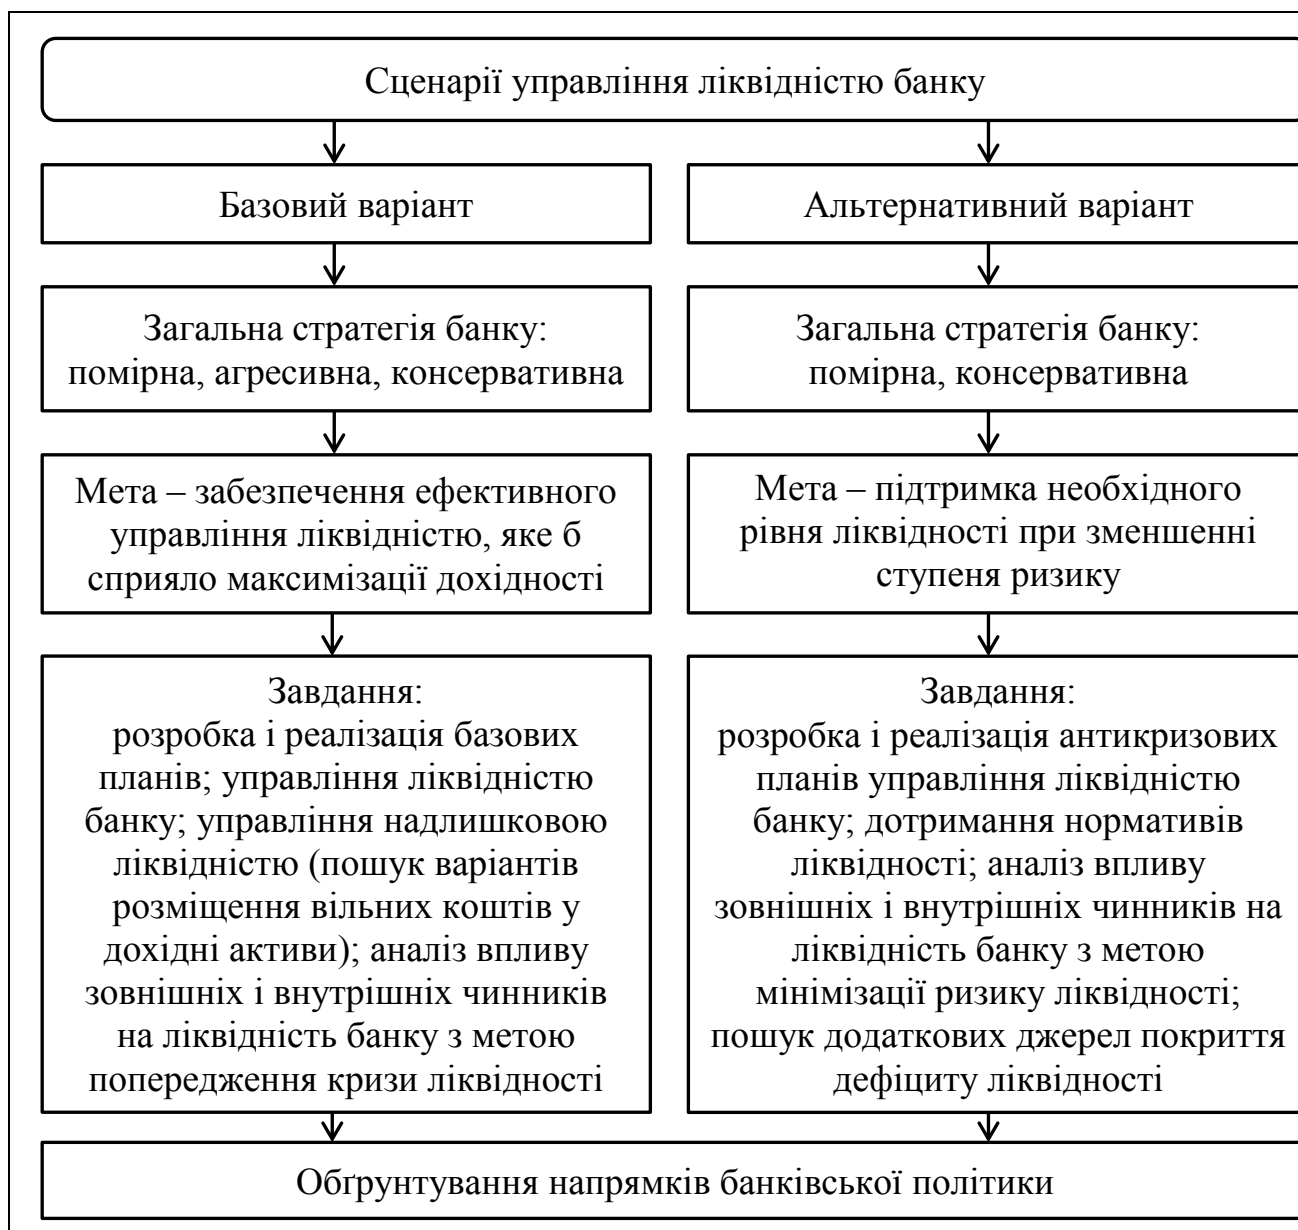 Сценарії управління ліквідністю банку
Базовий варіант
Альтернативний варіант
Загальна стратегія банку:
помірна, агресивна, консервативна
Загальна стратегія банку:
помірна, консервативна
Мета – забезпечення ефективного
управління ліквідністю, яке б
сприяло максимізації дохідності
Мета – підтримка необхідного
рівня ліквідності при зменшенні
ступеня ризику
Завдання:
розробка і реалізація базових
планів; управління ліквідністю
банку; управління надлишковою
ліквідністю (пошук варіантів
розміщення вільних коштів у
дохідні активи); аналіз впливу
зовнішніх і внутрішніх чинників
на ліквідність банку з метою
попередження кризи ліквідності
Завдання:
розробка і реалізація антикризових
планів управління ліквідністю
банку; дотримання нормативів
ліквідності; аналіз впливу
зовнішніх і внутрішніх чинників на
ліквідність банку з метою
мінімізації ризику ліквідності;
пошук додаткових джерел покриття
дефіциту ліквідності
Обґрунтування напрямків банківської політики